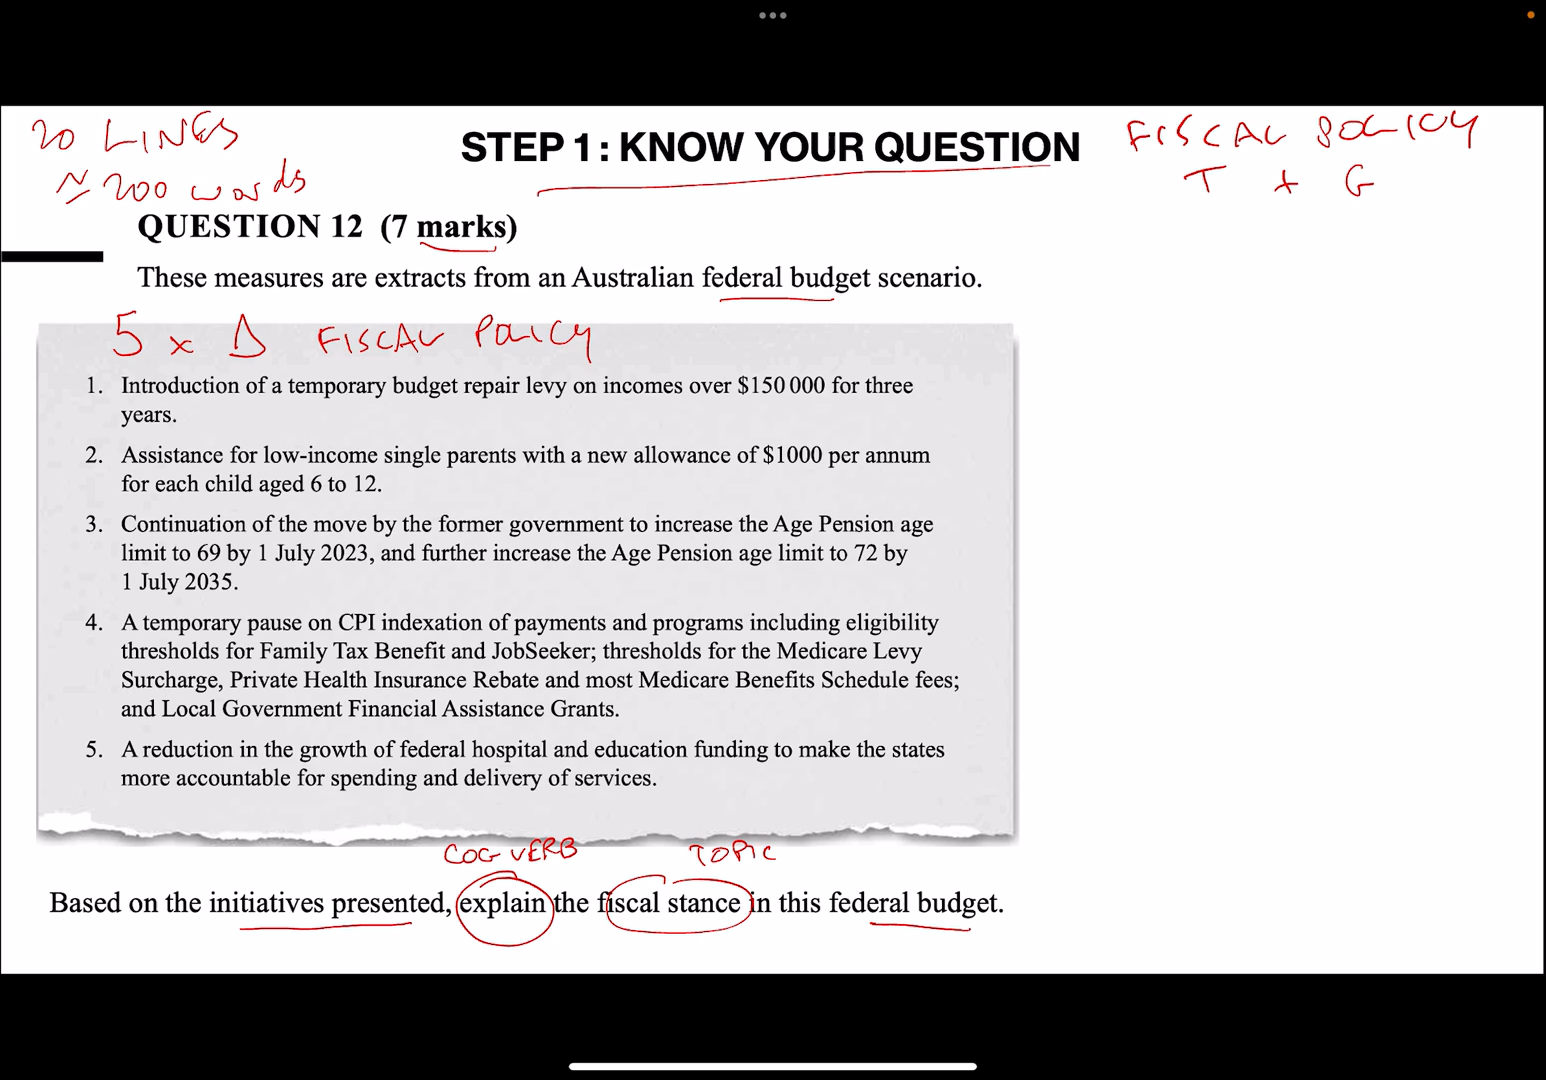 20 LINES
≈ 200 words
STEP 1: KNOW YOUR QUESTION
FISCAL POLICY
T + G
QUESTION 12 (7 marks)
These measures are extracts from an Australian federal budget scenario.
5 x Δ FISCAL POLICY
1. Introduction of a temporary budget repair levy on incomes over $150 000 for three
years.
2. Assistance for low-income single parents with a new allowance of $1000 per annum
for each child aged 6 to 12.
3. Continuation of the move by the former government to increase the Age Pension age
limit to 69 by 1 July 2023, and further increase the Age Pension age limit to 72 by
1 July 2035.
4. A temporary pause on CPI indexation of payments and programs including eligibility
thresholds for Family Tax Benefit and JobSeeker; thresholds for the Medicare Levy
Surcharge, Private Health Insurance Rebate and most Medicare Benefits Schedule fees;
and Local Government Financial Assistance Grants.
5. A reduction in the growth of federal hospital and education funding to make the states
more accountable for spending and delivery of services.
COG VERB
TOPIC
Based on the initiatives presented, explain the fiscal stance in this federal budget.